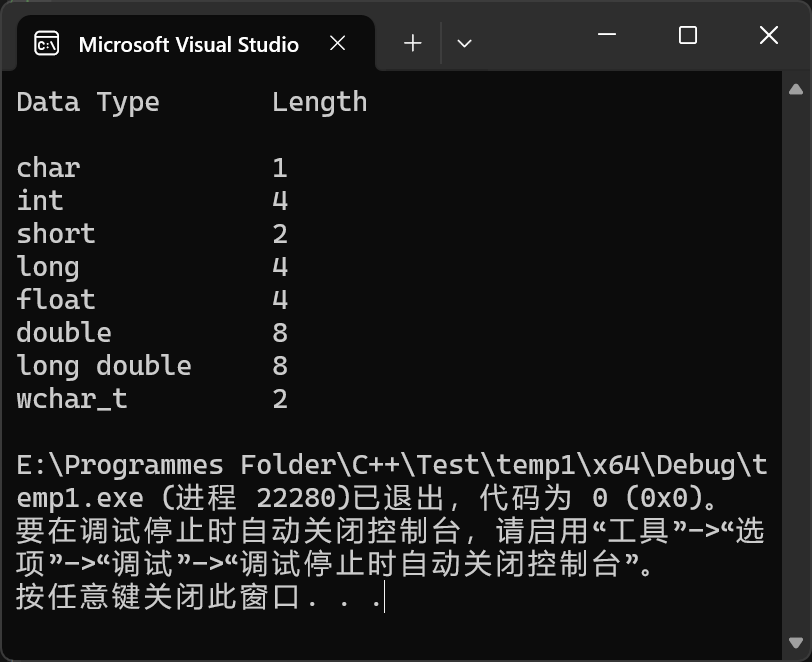 Microsoft Visual Studio
Data Type       Length
char            1
int             4
short           2
long            4
float           4
double          8
long double     8
wchar_t         2
E:\Programmes Folder\C++\Test\temp1\x64\Debug\t
emp1.exe (进程 22280)已退出，代码为 0 (0x0)。
要在调试停止时自动关闭控制台，请启用“工具”->“选
项”->“调试”->“调试停止时自动关闭控制台”。
按任意键关闭此窗口. . .